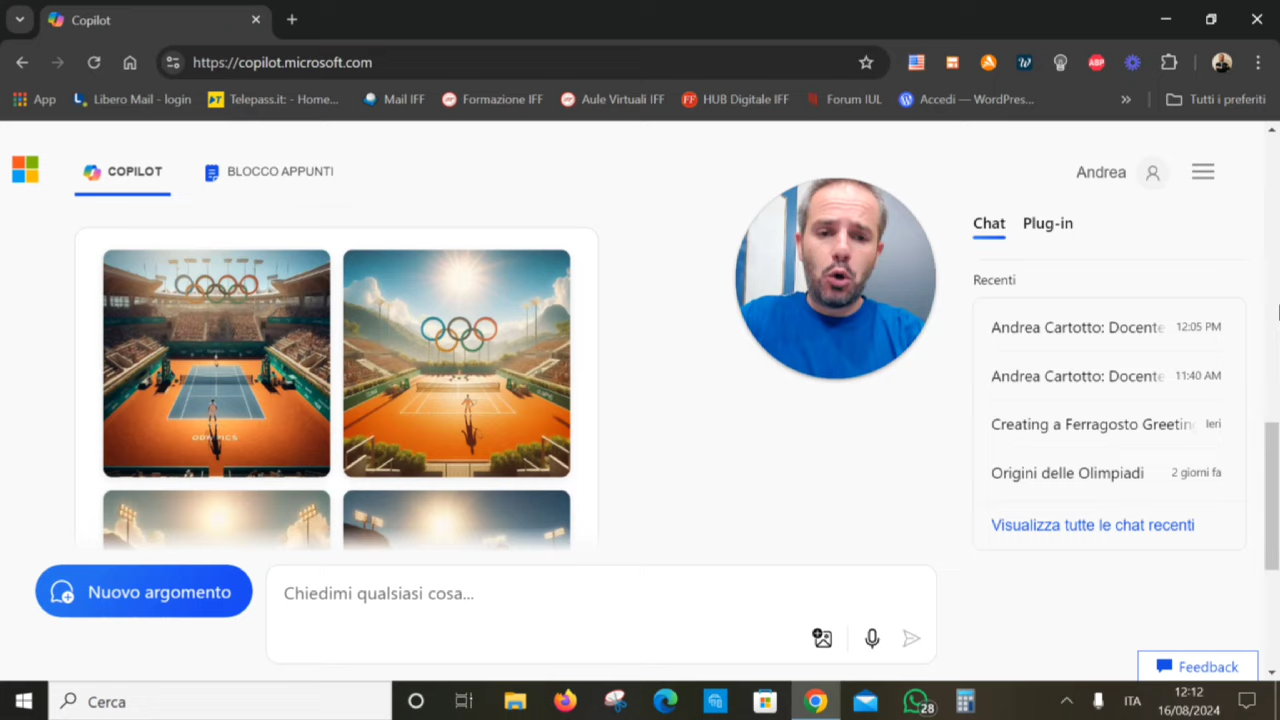 Copilot
https://copilot.microsoft.com
App
Libero Mail - login
Telepass.it: - Home...
Mail IFF
Formazione IFF
Aule Virtuali IFF
HUB Digitale IFF
Forum IUL
Accedi — WordPres...
Tutti i preferiti
COPILOT
BLOCCO APPUNTI
Andrea
Chat
Plug-in
Recenti
Andrea Cartotto: Docente 12:05 PM
Andrea Cartotto: Docente 11:40 AM
Creating a Ferragosto Greetin Ieri
Origini delle Olimpiadi 2 giorni fa
Visualizza tutte le chat recenti
Nuovo argomento
Chiedimi qualsiasi cosa...
Feedback
Cerca
28
ITA
12:12
16/08/2024